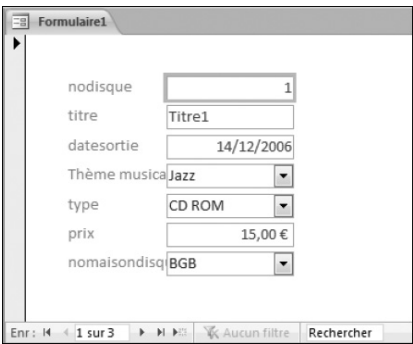 Formulaire1
nodisque 1
titre Titre1
datesortie 14/12/2006
Thème musica Jazz
type CD ROM
prix 15,00 €
nomaisondisq BGB
Enr : 1 sur 3 Aucun filtre Rechercher